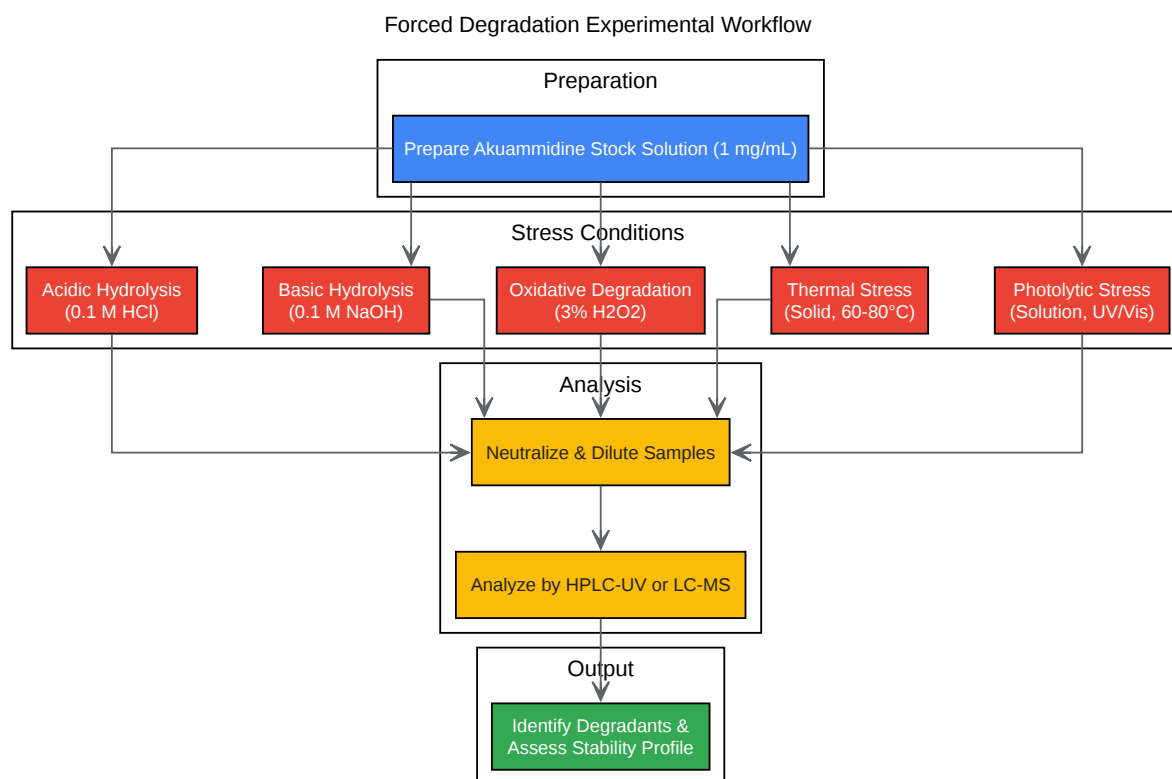 Forced Degradation Experimental Workflow
Preparation
Prepare Akuammidine Stock Solution (1 mg/mL)
Stress Conditions
Acidic Hydrolysis
(0.1 M HCl)
Basic Hydrolysis
(0.1 M NaOH)
Oxidative Degradation
(3% H2O2)
Thermal Stress
(Solid, 60-80°C)
Photolytic Stress
(Solution, UV/Vis)
Analysis
Neutralize & Dilute Samples
Analyze by HPLC-UV or LC-MS
Output
Identify Degradants &
Assess Stability Profile